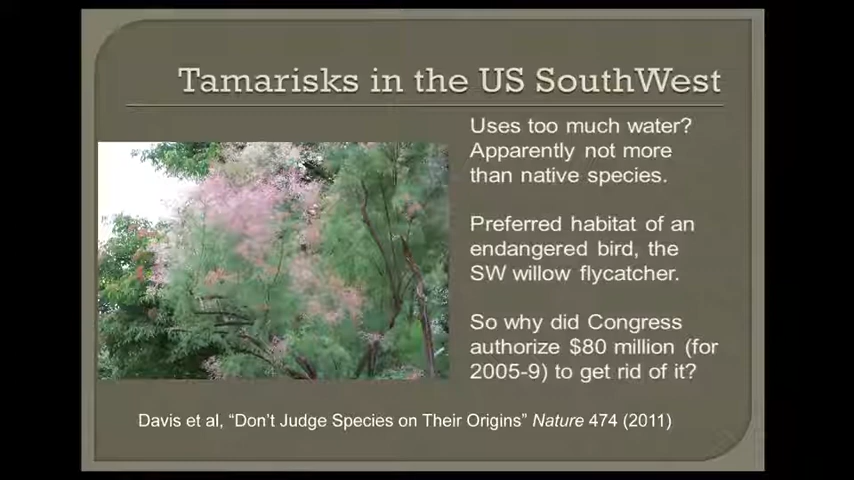 Tamarisks in the US SouthWest
Uses too much water?
Apparently not more
than native species.
Preferred habitat of an
endangered bird, the
SW willow flycatcher.
So why did Congress
authorize $80 million (for
2005-9) to get rid of it?
Davis et al, “Don’t Judge Species on Their Origins” Nature 474 (2011)